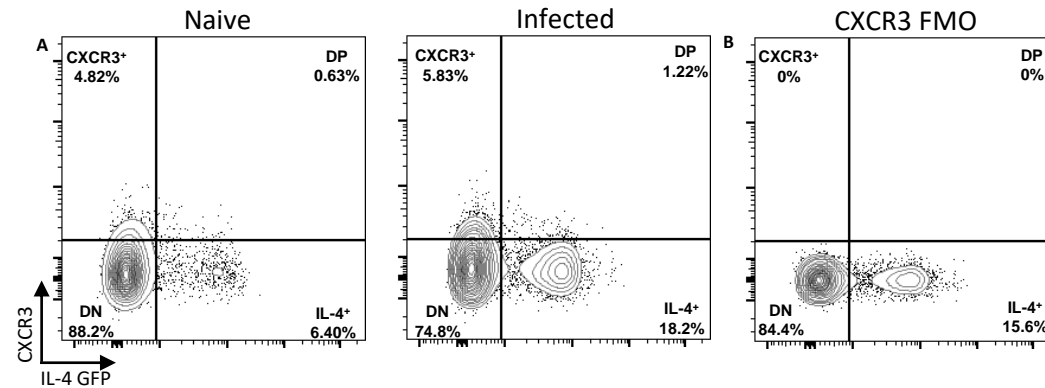 Naive
Infected
CXCR3 FMO
A
CXCR3⁺
4.82%
DP
0.63%
DN
88.2%
IL-4⁺
6.40%
CXCR3⁺
5.83%
DP
1.22%
DN
74.8%
IL-4⁺
18.2%
B
CXCR3⁺
0%
DP
0%
DN
84.4%
IL-4⁺
15.6%
CXCR3
IL-4 GFP